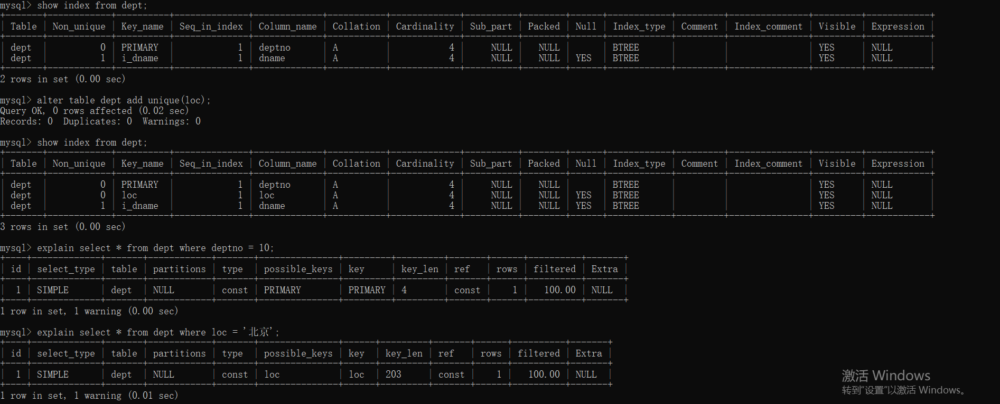 mysql> show index from dept;
+-------+------------+----------+--------------+-------------+-----------+-------------+----------+--------+------+------------+---------+---------------+---------+------------+
| Table | Non_unique | Key_name | Seq_in_index | Column_name | Collation | Cardinality | Sub_part | Packed | Null | Index_type | Comment | Index_comment | Visible | Expression |
+-------+------------+----------+--------------+-------------+-----------+-------------+----------+--------+------+------------+---------+---------------+---------+------------+
| dept  |          0 | PRIMARY  |            1 | deptno      | A         |           4 |     NULL |   NULL |      | BTREE      |         |               | YES     | NULL       |
| dept  |          1 | i_dname  |            1 | dname       | A         |           4 |     NULL |   NULL | YES  | BTREE      |         |               | YES     | NULL       |
+-------+------------+----------+--------------+-------------+-----------+-------------+----------+--------+------+------------+---------+---------------+---------+------------+
2 rows in set (0.00 sec)
mysql> alter table dept add unique(loc);
Query OK, 0 rows affected (0.02 sec)
Records: 0  Duplicates: 0  Warnings: 0
mysql> show index from dept;
+-------+------------+----------+--------------+-------------+-----------+-------------+----------+--------+------+------------+---------+---------------+---------+------------+
| Table | Non_unique | Key_name | Seq_in_index | Column_name | Collation | Cardinality | Sub_part | Packed | Null | Index_type | Comment | Index_comment | Visible | Expression |
+-------+------------+----------+--------------+-------------+-----------+-------------+----------+--------+------+------------+---------+---------------+---------+------------+
| dept  |          0 | PRIMARY  |            1 | deptno      | A         |           4 |     NULL |   NULL |      | BTREE      |         |               | YES     | NULL       |
| dept  |          0 | loc      |            1 | loc         | A         |           4 |     NULL |   NULL | YES  | BTREE      |         |               | YES     | NULL       |
| dept  |          1 | i_dname  |            1 | dname       | A         |           4 |     NULL |   NULL | YES  | BTREE      |         |               | YES     | NULL       |
+-------+------------+----------+--------------+-------------+-----------+-------------+----------+--------+------+------------+---------+---------------+---------+------------+
3 rows in set (0.00 sec)
mysql> explain select * from dept where deptno = 10;
+----+-------------+-------+------------+-------+---------------+---------+---------+-------+------+----------+-------+
| id | select_type | table | partitions | type  | possible_keys | key     | key_len | ref   | rows | filtered | Extra |
+----+-------------+-------+------------+-------+---------------+---------+---------+-------+------+----------+-------+
|  1 | SIMPLE      | dept  | NULL       | const | PRIMARY       | PRIMARY | 4       | const |    1 |   100.00 | NULL  |
+----+-------------+-------+------------+-------+---------------+---------+---------+-------+------+----------+-------+
1 row in set, 1 warning (0.00 sec)
mysql> explain select * from dept where loc = '北京';
+----+-------------+-------+------------+-------+---------------+-----+---------+-------+------+----------+-------+
| id | select_type | table | partitions | type  | possible_keys | key | key_len | ref   | rows | filtered | Extra |
+----+-------------+-------+------------+-------+---------------+-----+---------+-------+------+----------+-------+
|  1 | SIMPLE      | dept  | NULL       | const | loc           | loc | 203     | const |    1 |   100.00 | NULL  |
+----+-------------+-------+------------+-------+---------------+-----+---------+-------+------+----------+-------+
1 row in set, 1 warning (0.01 sec)
激活 Windows
转到"设置"以激活 Windows。